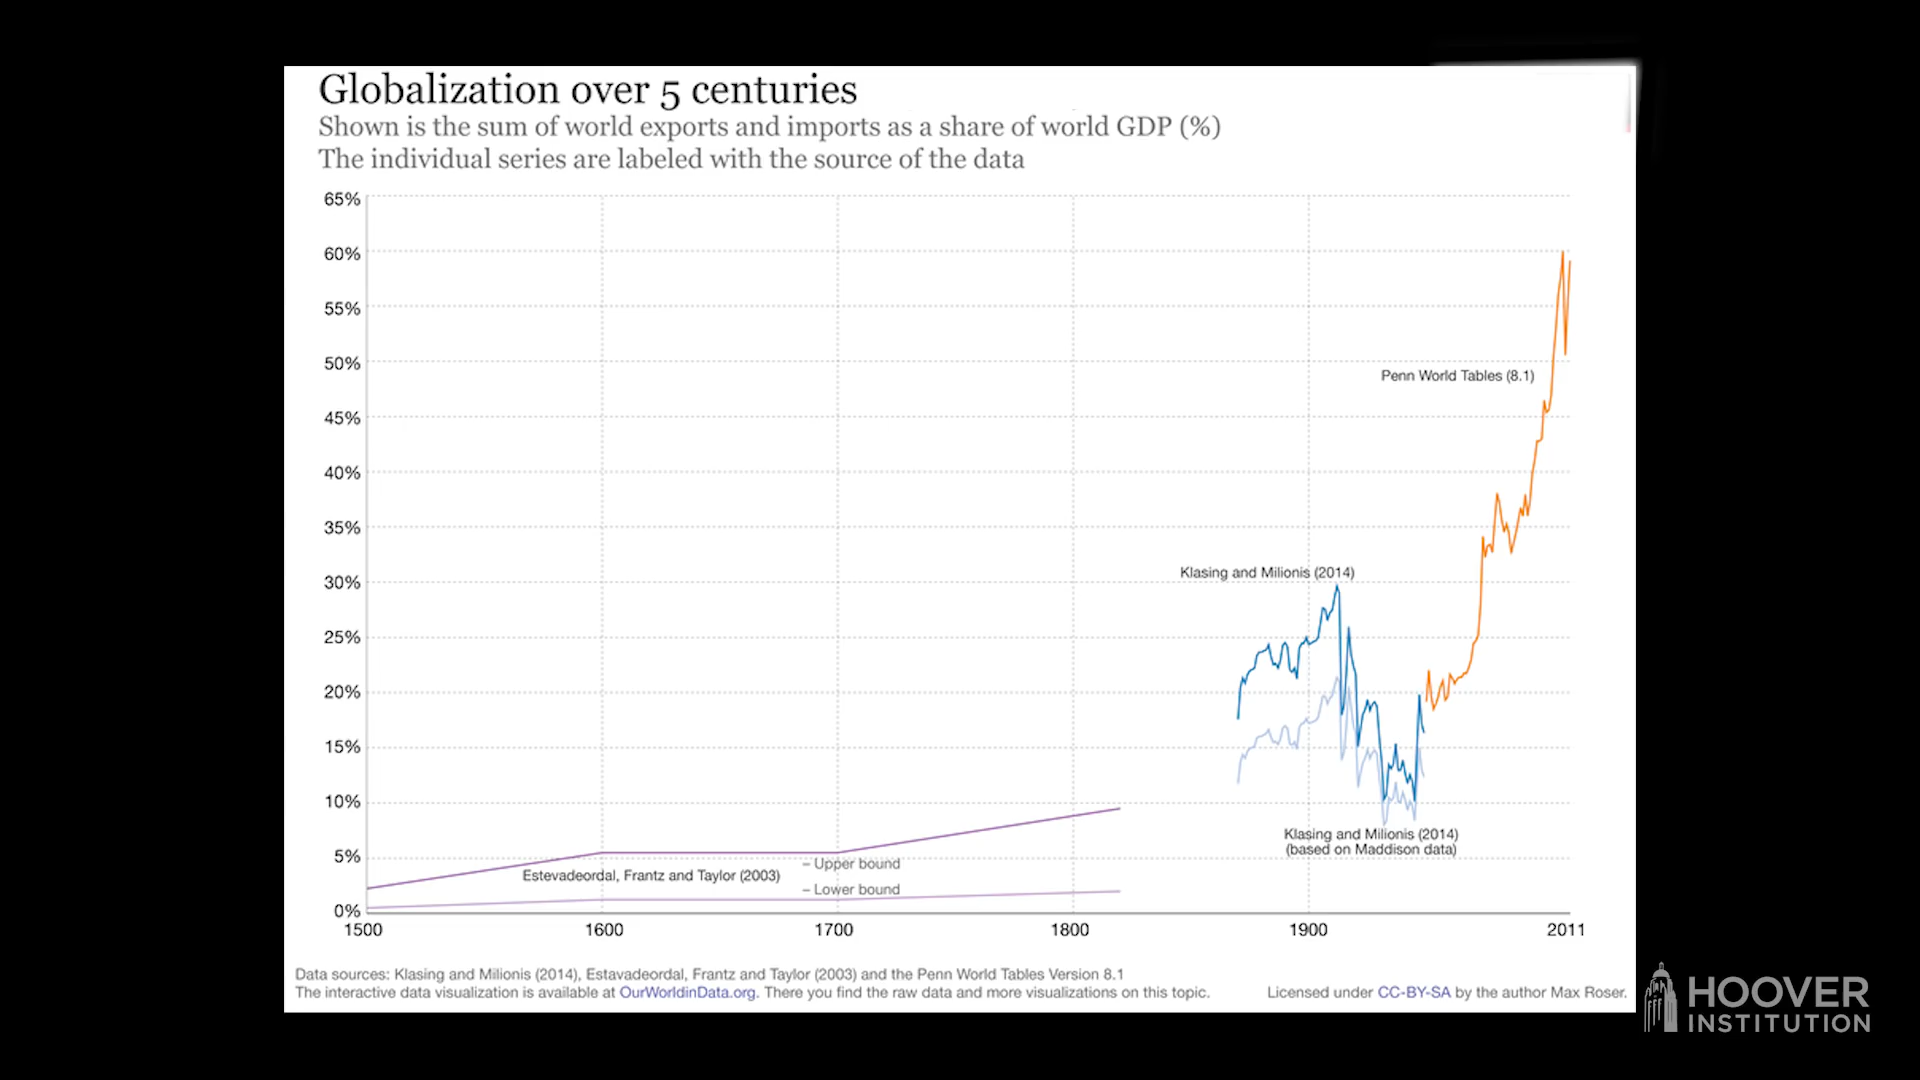 Globalization over 5 centuries
Shown is the sum of world exports and imports as a share of world GDP (%)
The individual series are labeled with the source of the data
65%
60%
55%
50%
45%
40%
35%
30%
25%
20%
15%
10%
5%
0%
Penn World Tables (8.1)
Klasing and Milionis (2014)
Klasing and Milionis (2014)
(based on Maddison data)
– Upper bound
Estevadeordal, Frantz and Taylor (2003)
– Lower bound
1500 1600 1700 1800 1900 2011
Data sources: Klasing and Milionis (2014), Estavadeordal, Frantz and Taylor (2003) and the Penn World Tables Version 8.1
The interactive data visualization is available at OurWorldinData.org. There you find the raw data and more visualizations on this topic.
Licensed under CC-BY-SA by the author Max Roser.
HOOVER
INSTITUTION